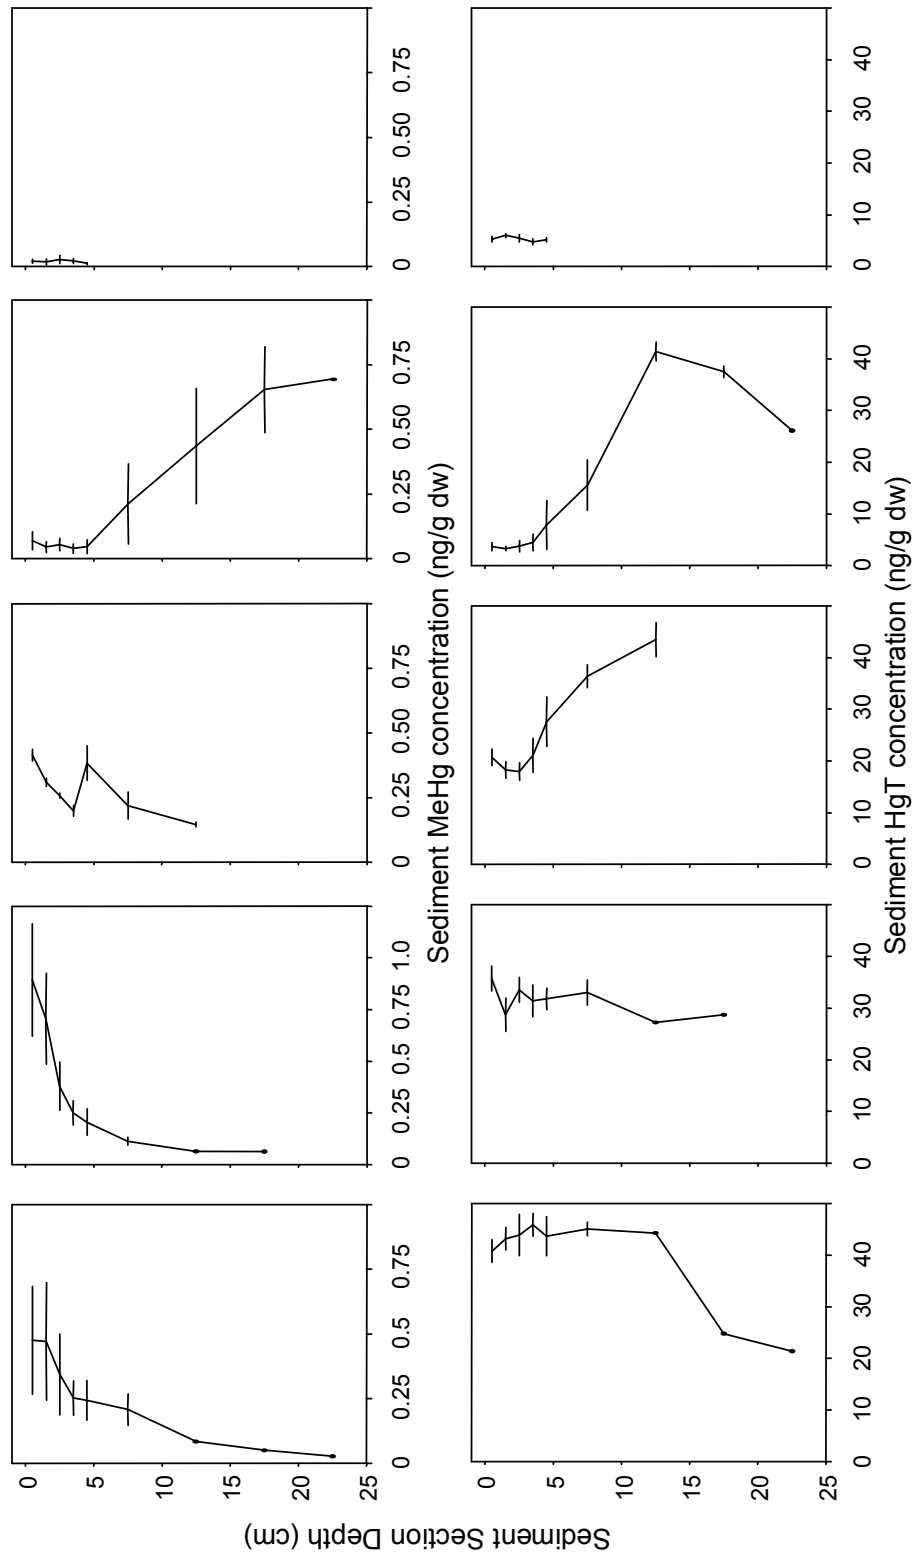 Sediment Section Depth (cm)
0
5
10
15
20
25
0 0.25 0.5 0.75
0 0.25 0.5 0.75 1.0
0 0.25 0.50 0.75
0 0.25 0.50 0.75
0 0.25 0.50 0.75
Sediment MeHg concentration (ng/g dw)
0
5
10
15
20
25
0 10 20 30 40
0 10 20 30 40
0 10 20 30 40
0 10 20 30 40
0 10 20 30 40
Sediment HgT concentration (ng/g dw)